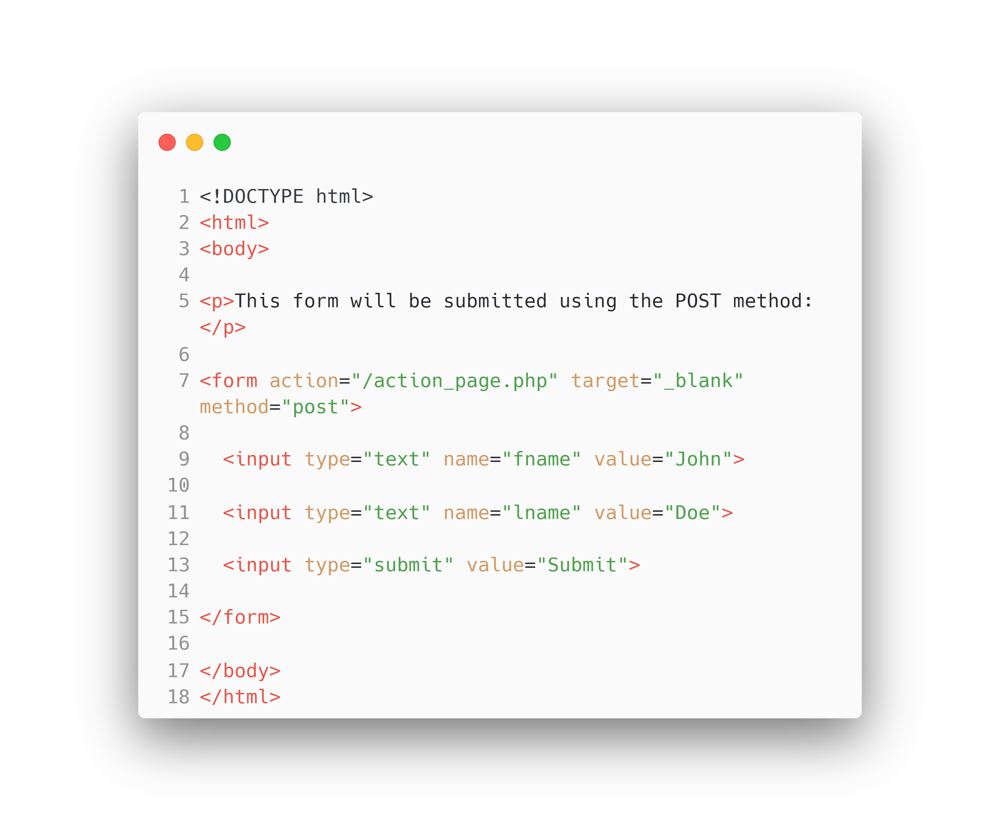 1 <!DOCTYPE html>
2 <html>
3 <body>
4
5 <p>This form will be submitted using the POST method:
</p>
6
7 <form action="/action_page.php" target="_blank"
method="post">
8
9   <input type="text" name="fname" value="John">
10
11   <input type="text" name="lname" value="Doe">
12
13   <input type="submit" value="Submit">
14
15 </form>
16
17 </body>
18 </html>